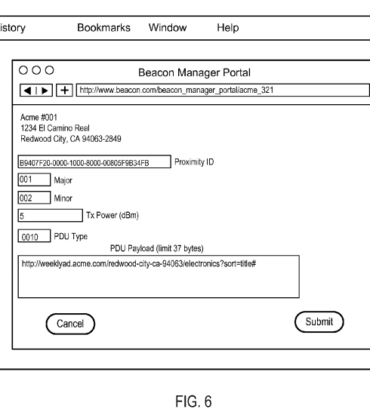 istory Bookmarks Window Help
Beacon Manager Portal
http://www.beacon.com/beacon_manager_portal/acme_321
Acme #001
1234 El Camino Real
Redwood City, CA 94063-2849
B9407F20-0000-1000-8000-00805F9B34FB Proximity ID
001 Major
002 Minor
5 Tx Power (dBm)
0010 PDU Type
PDU Payload (limit 37 bytes)
http://weeklyad.acme.com/redwood-city-ca-94063/electronics?sort=title#
Cancel Submit
FIG. 6